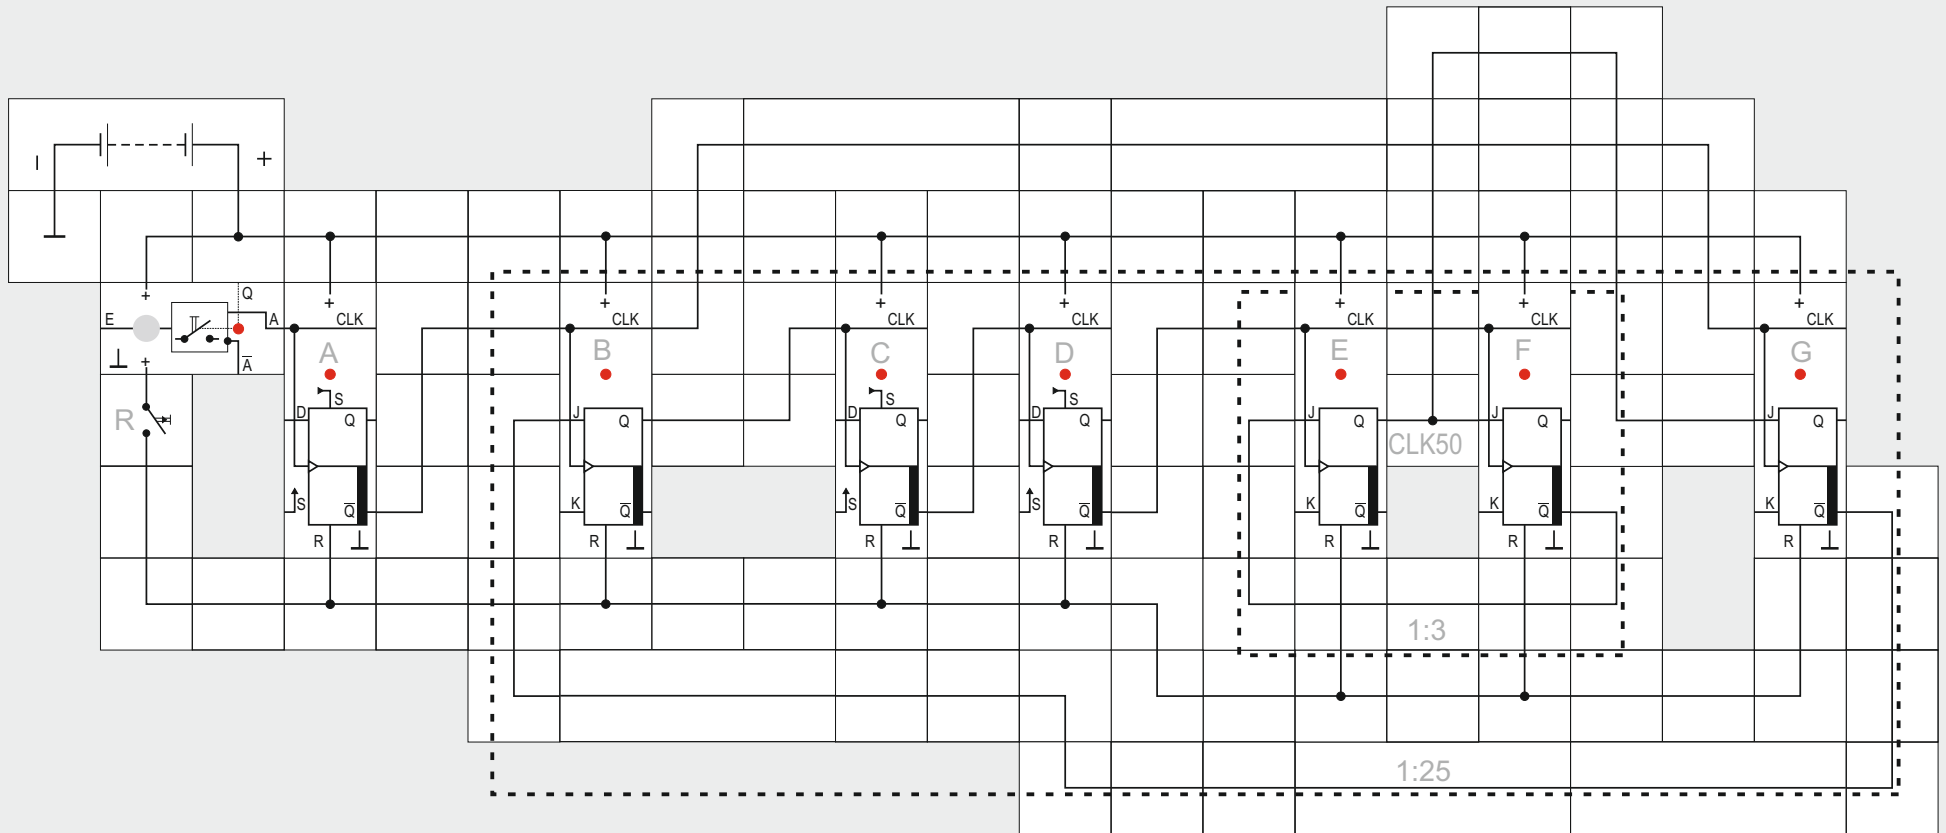 − +
+ + + + + + +
Q
E A CLK CLK CLK CLK CLK CLK CLK
A B C D E F G
+ A̅
S S S
R D Q J Q D Q D Q J Q J Q J Q
CLK50
S Q̅ K Q̅ S Q̅ S Q̅ K Q̅ K Q̅ K Q̅
R R R R R R R
1:3
1:25